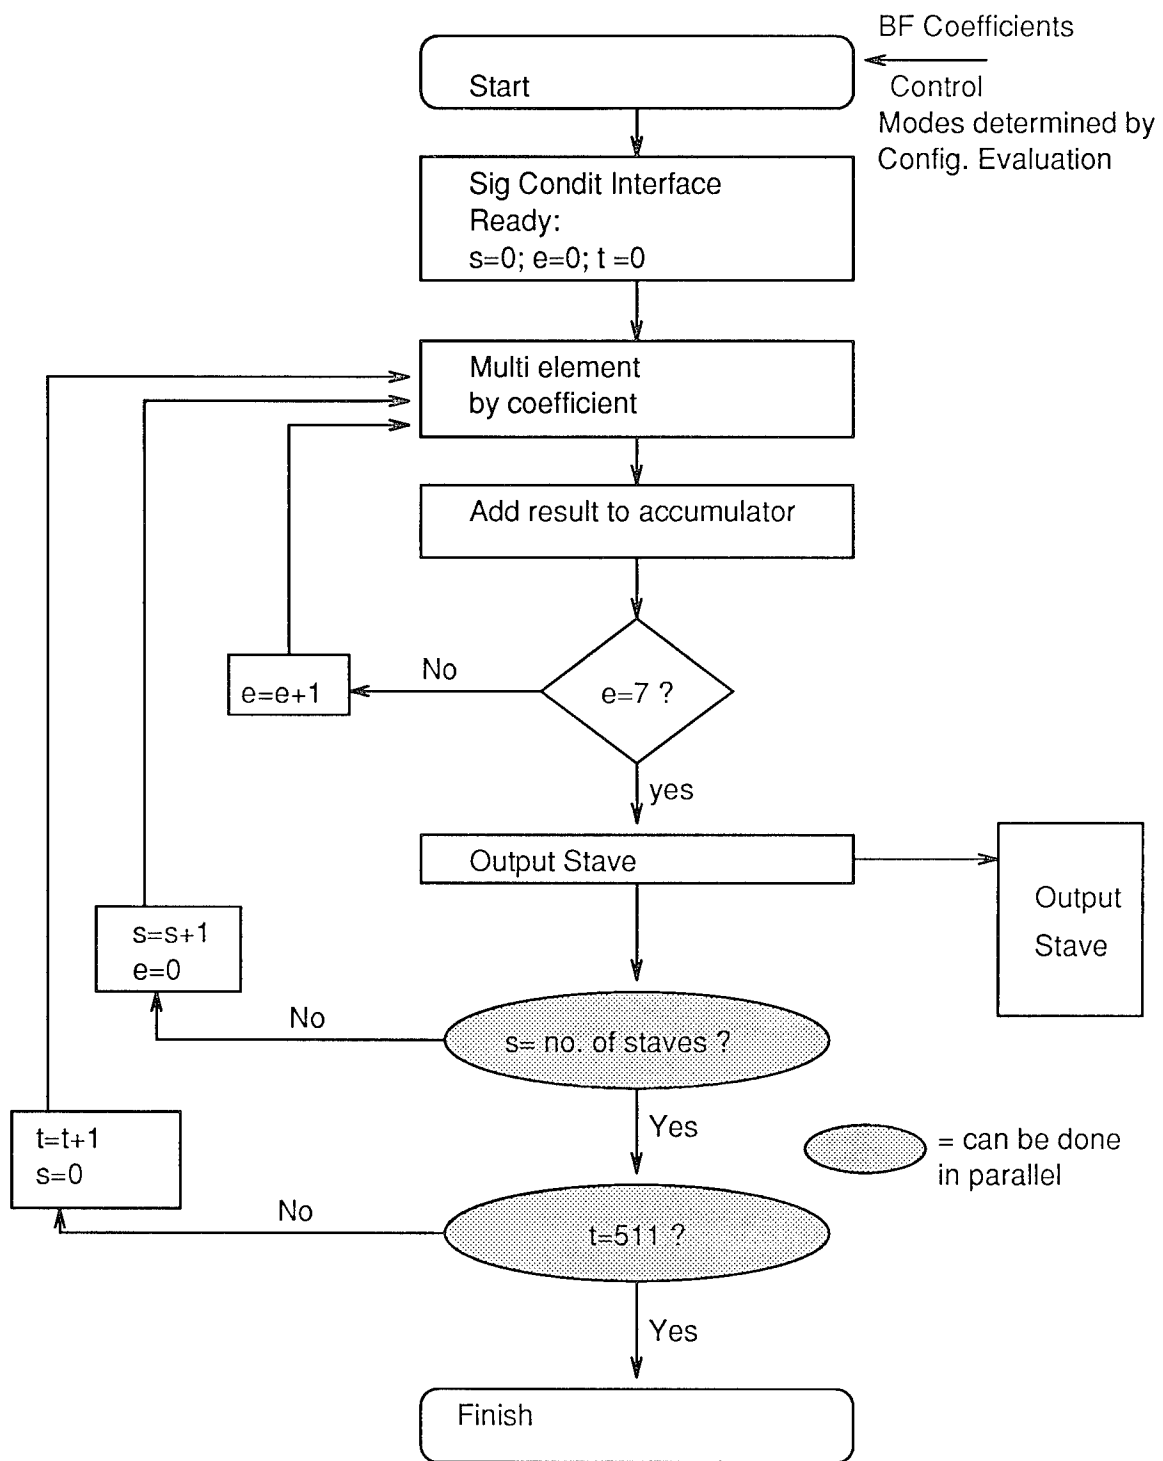 BF Coefficients
Start
Control
Modes determined by
Config. Evaluation
Sig Condit Interface
Ready:
s=0; e=0; t =0
Multi element
by coefficient
Add result to accumulator
No
e=e+1
e=7 ?
yes
Output Stave
Output
Stave
s=s+1
e=0
No
s= no. of staves ?
Yes
t=t+1
s=0
= can be done
in parallel
No
t=511 ?
Yes
Finish